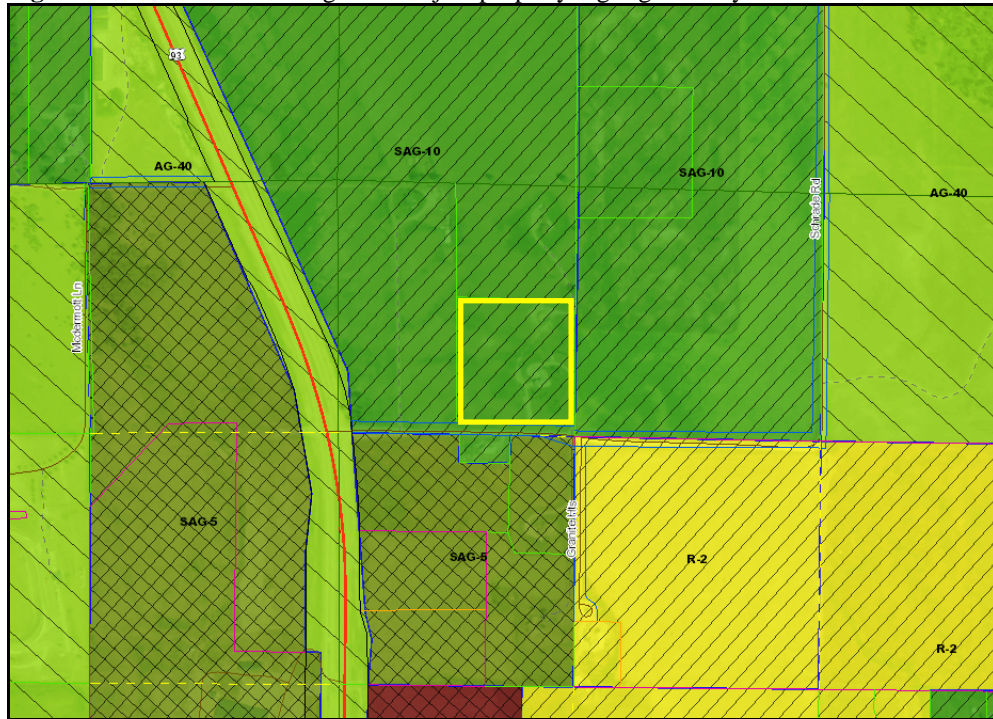 93
SAG-10
AG-40
SAG-10
AG-40
Schrade Rd
Mcdermott Ln
SAG-5
SAG-5
Granite Hts
R-2
R-2